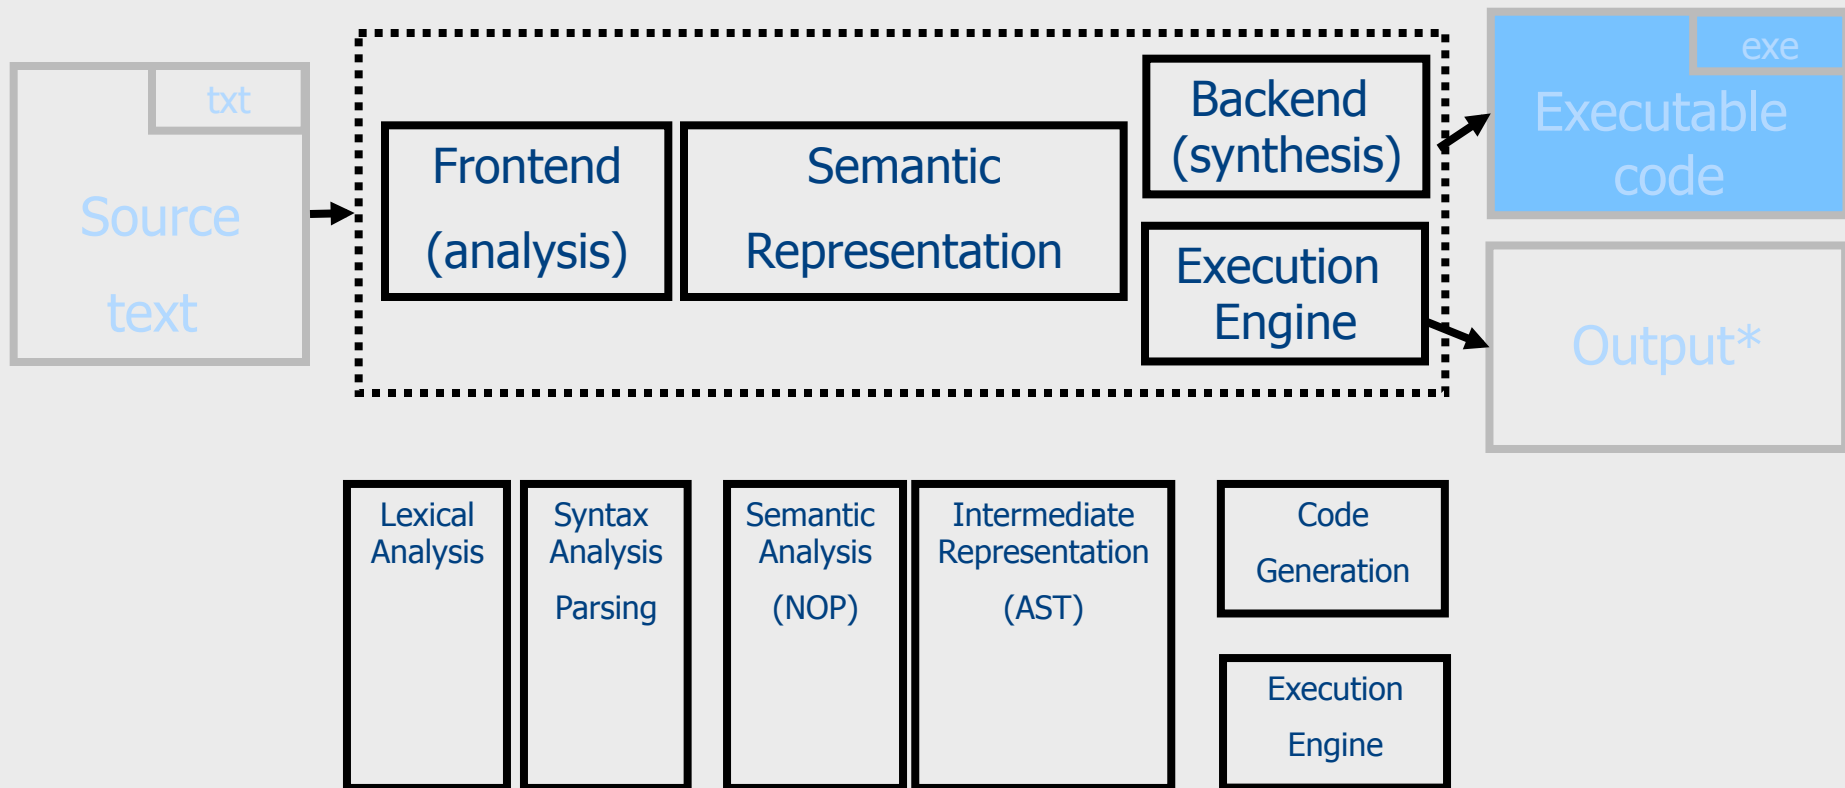 txt
Source
text
Frontend
(analysis)
Semantic
Representation
Backend
(synthesis)
Execution
Engine
exe
Executable
code
Output*
Lexical
Analysis
Syntax
Analysis
Parsing
Semantic
Analysis
(NOP)
Intermediate
Representation
(AST)
Code
Generation
Execution
Engine